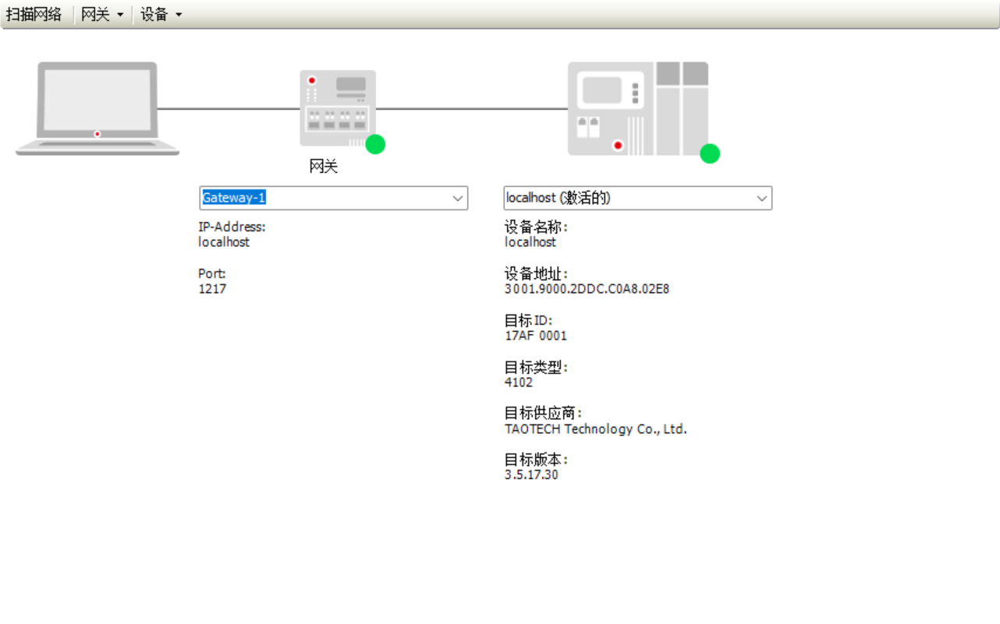 扫描网络 网关 设备
网关
Gateway-1
IP-Address:
localhost
Port:
1217
localhost (激活的)
设备名称:
localhost
设备地址:
3001.9000.2DDC.C0A8.02E8
目标 ID:
17AF 0001
目标类型:
4102
目标供应商:
TAOTECH Technology Co., Ltd.
目标版本:
3.5.17.30